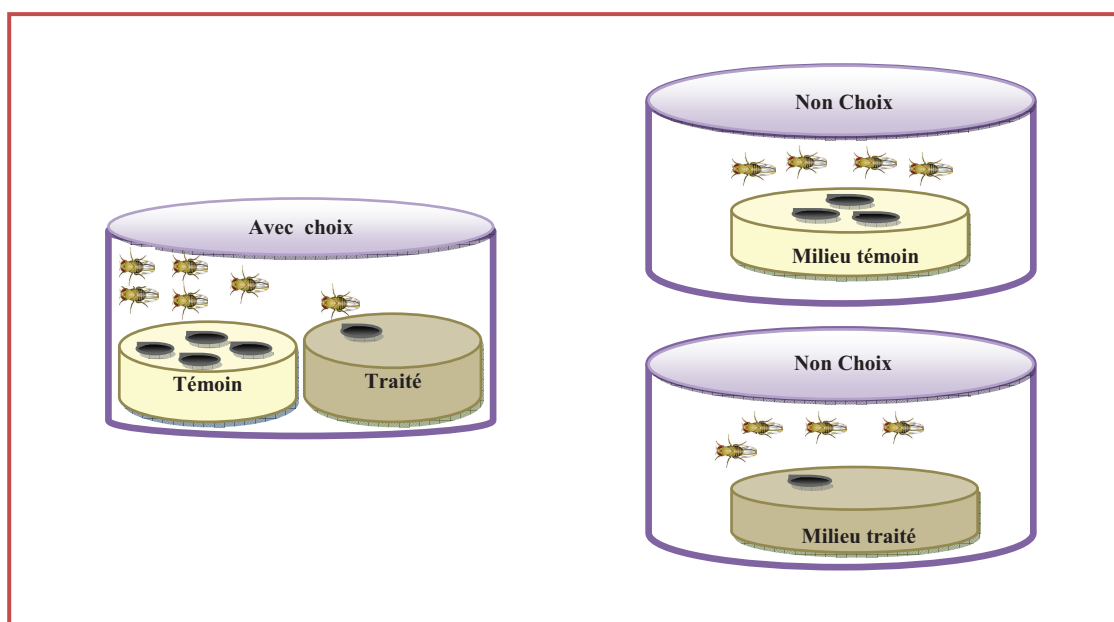 Avec choix
Témoin
Traité
Non Choix
Milieu témoin
Non Choix
Milieu traité